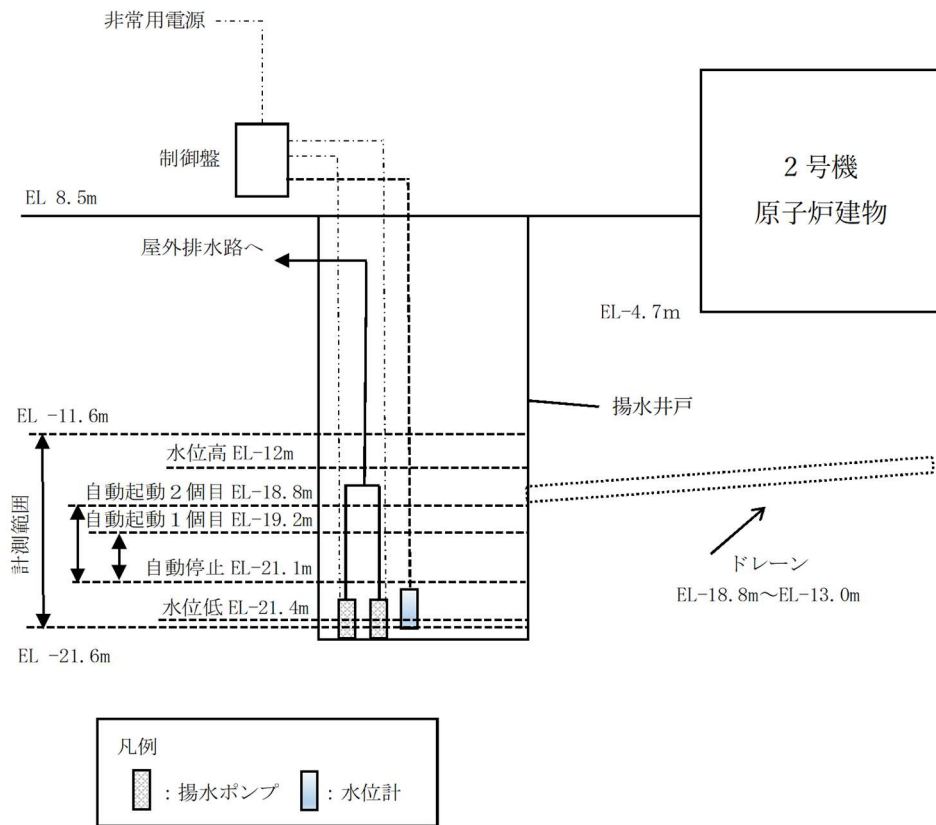 非常用電源
制御盤
2号機
原子炉建物
EL 8.5m
屋外排水路へ
EL-4.7m
揚水井戸
EL -11.6m
水位高 EL-12m
自動起動2個目 EL-18.8m
自動起動1個目 EL-19.2m
計測範囲
自動停止 EL-21.1m
ドレーン
EL-18.8m～EL-13.0m
水位低 EL-21.4m
EL -21.6m
凡例
：揚水ポンプ ：水位計